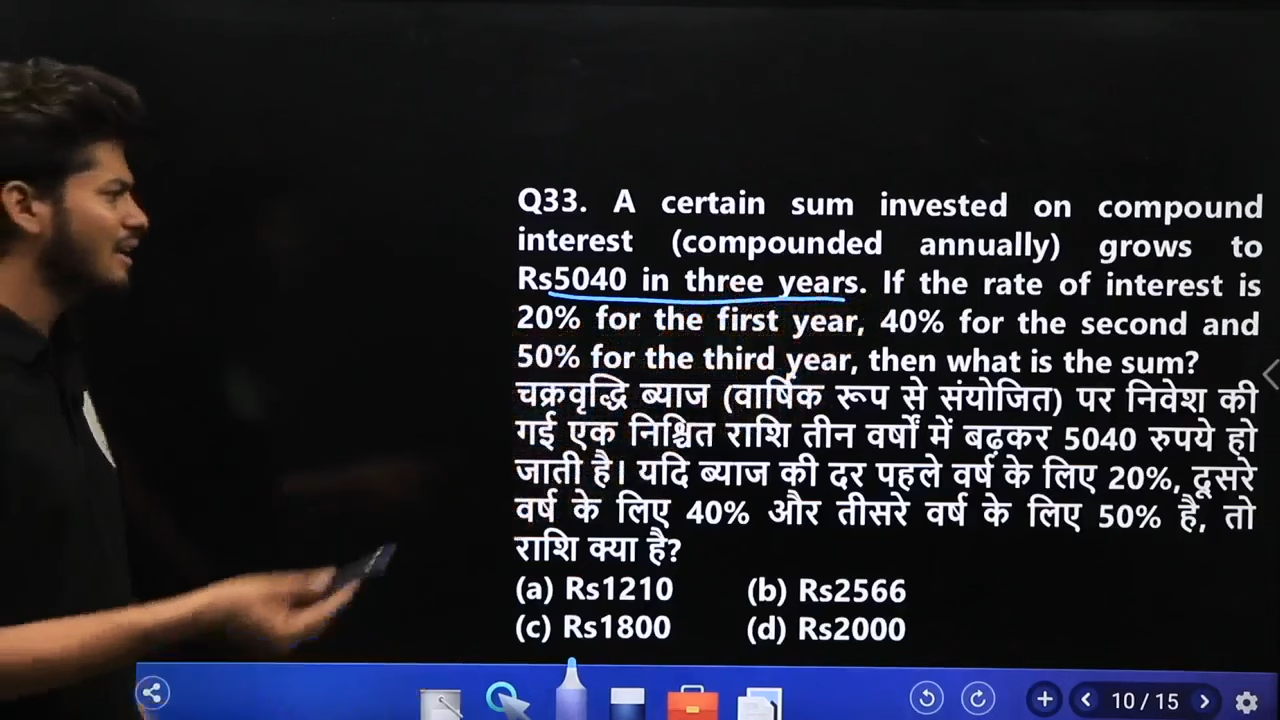 Q33. A certain sum invested on compound
interest (compounded annually) grows to
Rs5040 in three years. If the rate of interest is
20% for the first year, 40% for the second and
50% for the third year, then what is the sum?
चक्रवृद्धि ब्याज (वार्षिक रूप से संयोजित) पर निवेश की
गई एक निश्चित राशि तीन वर्षों में बढ़कर 5040 रुपये हो
जाती है। यदि ब्याज की दर पहले वर्ष के लिए 20%, दूसरे
वर्ष के लिए 40% और तीसरे वर्ष के लिए 50% है, तो
राशि क्या है?
(a) Rs1210 (b) Rs2566
(c) Rs1800 (d) Rs2000
10 / 15